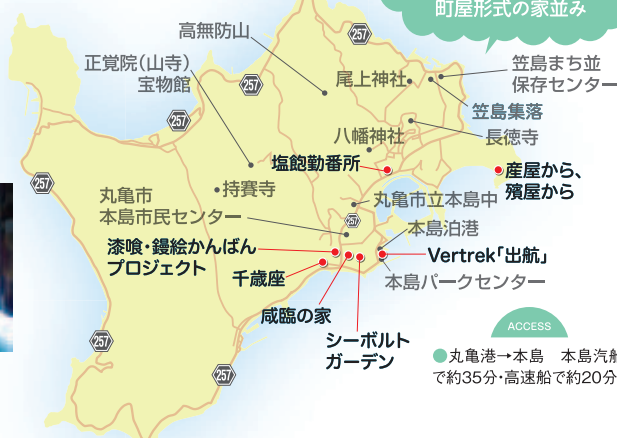 町屋形式の家並み
257
高無防山
正覚院(山寺)
宝物館
257
尾上神社
笠島まち並
保存センター
笠島集落
257
八幡神社
長徳寺
塩飽勤番所
産屋から、
殯屋から
257
持賽寺
丸亀市
本島市民センター
丸亀市立本島中
257
本島泊港
漆喰・鏝絵かんばん
プロジェクト
Vertrek「出航」
千歳座
本島パークセンター
咸臨の家
シーボルト
ガーデン
257
257
ACCESS
●丸亀港→本島 本島汽船
で約35分・高速船で約20分